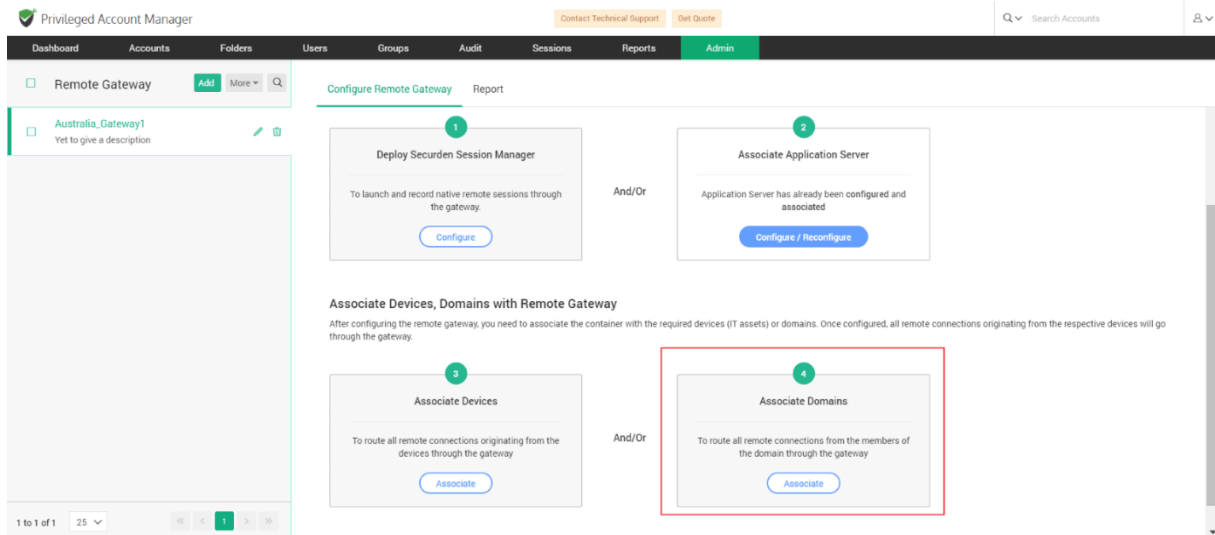 Privileged Account Manager
Contact Technical Support
Get Quote
Search Accounts
Dashboard
Accounts
Folders
Users
Groups
Audit
Sessions
Reports
Admin
Remote Gateway
Add
More
Australia_Gateway1
Yet to give a description
Configure Remote Gateway
Report
1
Deploy Securden Session Manager
To launch and record native remote sessions through
the gateway.
Configure
And/Or
2
Associate Application Server
Application Server has already been configured and
associated
Configure / Reconfigure
Associate Devices, Domains with Remote Gateway
After configuring the remote gateway, you need to associate the container with the required devices (IT assets) or domains. Once configured, all remote connections originating from the respective devices will go
through the gateway.
3
Associate Devices
To route all remote connections originating from the
devices through the gateway
Associate
And/Or
4
Associate Domains
To route all remote connections from the members of
the domain through the gateway
Associate
1 to 1 of 1
25
1